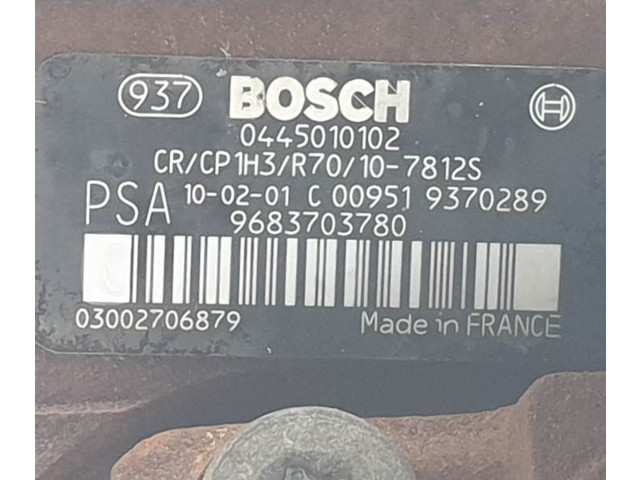 937 BOSCH
0445010102
CR/CP1H3/R70/10-7812S
PSA 10-02-01 C 00951 9370289
9683703780
03002706879 Made in FRANCE